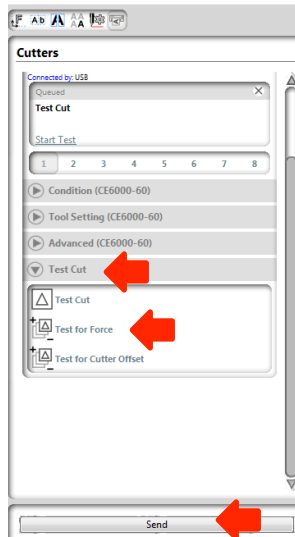 Ab
Cutters
Connected by: USB
Queued
Test Cut
Start Test
1 2 3 4 5 6 7 8
Condition (CE6000-60)
Tool Setting (CE6000-60)
Advanced (CE6000-60)
Test Cut
Test Cut
Test for Force
Test for Cutter Offset
Send